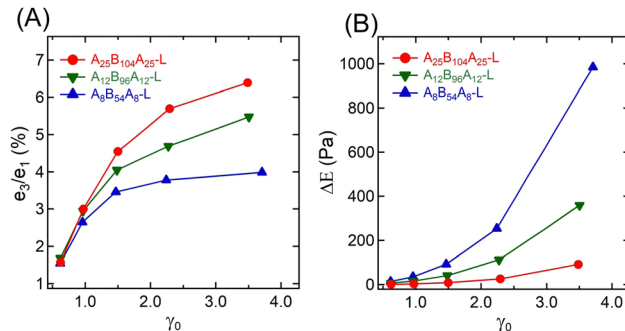 (A)
e₃/e₁ (%)
7
6
5
4
3
2
1
A₂₅B₁₀₄A₂₅-L
A₁₂B₉₆A₁₂-L
A₈B₅₄A₈-L
1.0 2.0 3.0 4.0
γ₀
(B)
ΔE (Pa)
1000
800
600
400
200
0
A₂₅B₁₀₄A₂₅-L
A₁₂B₉₆A₁₂-L
A₈B₅₄A₈-L
1.0 2.0 3.0 4.0
γ₀